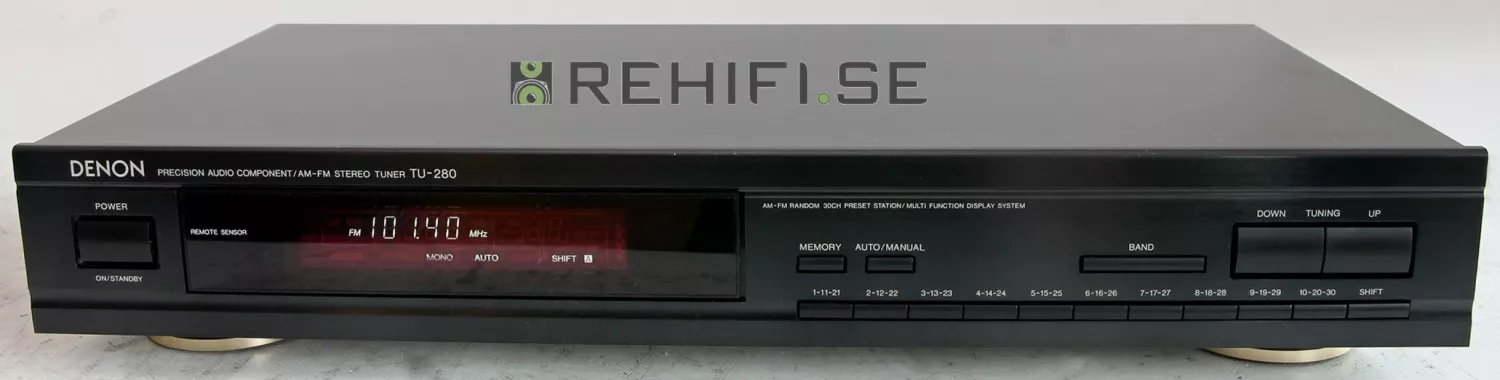 REHIFI.SE
DENON PRECISION AUDIO COMPONENT/AM-FM STEREO TUNER TU-280
POWER
ON/STANDBY
REMOTE SENSOR
FM 101.40 MHz
MONO AUTO SHIFT A
AM-FM RANDOM 30CH PRESET STATION/MULTI FUNCTION DISPLAY SYSTEM
DOWN TUNING UP
MEMORY AUTO/MANUAL BAND
1-11-21 2-12-22 3-13-23 4-14-24 5-15-25 6-16-26 7-17-27 8-18-28 9-19-29 10-20-30 SHIFT